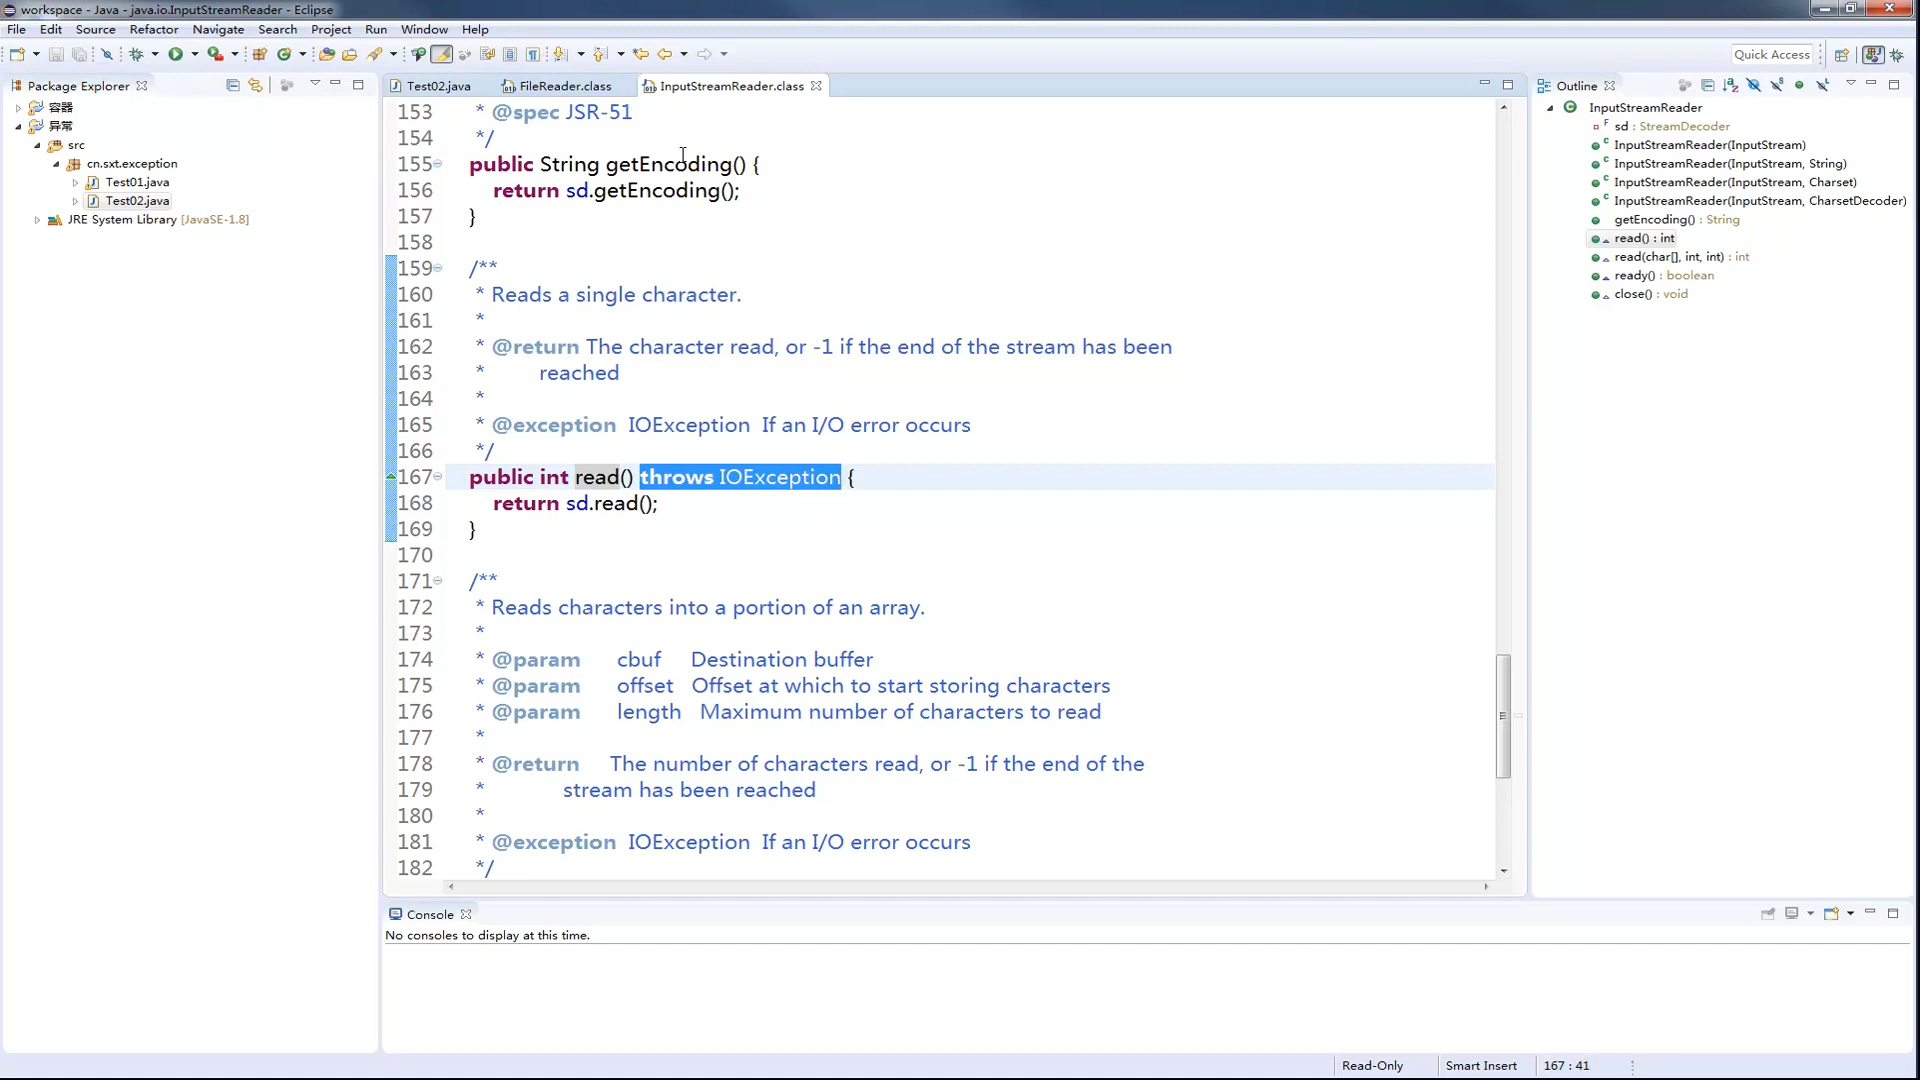 workspace - Java - java.io.InputStreamReader - Eclipse
File Edit Source Refactor Navigate Search Project Run Window Help
Quick Access
Package Explorer
容器
异常
src
cn.sxt.exception
Test01.java
Test02.java
JRE System Library [JavaSE-1.8]
Test02.java FileReader.class InputStreamReader.class
153 * @spec JSR-51
154 */
155 public String getEncoding() {
156 return sd.getEncoding();
157 }
158
159 /**
160 * Reads a single character.
161 *
162 * @return The character read, or -1 if the end of the stream has been
163 * reached
164 *
165 * @exception IOException If an I/O error occurs
166 */
167 public int read() throws IOException {
168 return sd.read();
169 }
170
171 /**
172 * Reads characters into a portion of an array.
173 *
174 * @param cbuf Destination buffer
175 * @param offset Offset at which to start storing characters
176 * @param length Maximum number of characters to read
177 *
178 * @return The number of characters read, or -1 if the end of the
179 * stream has been reached
180 *
181 * @exception IOException If an I/O error occurs
182 */
Outline
InputStreamReader
sd : StreamDecoder
InputStreamReader(InputStream)
InputStreamReader(InputStream, String)
InputStreamReader(InputStream, Charset)
InputStreamReader(InputStream, CharsetDecoder)
getEncoding() : String
read() : int
read(char[], int, int) : int
ready() : boolean
close() : void
Console
No consoles to display at this time.
Read-Only Smart Insert 167 : 41